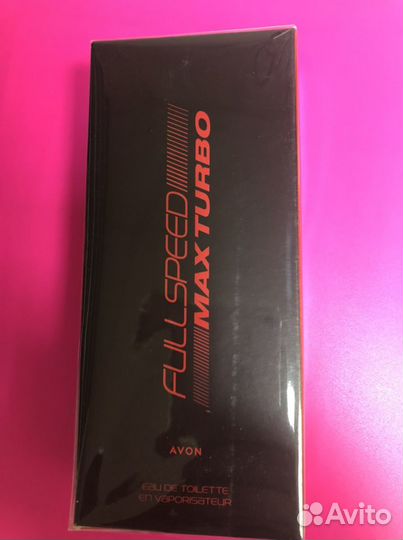 FULL SPEED
MAX TURBO
AVON
EAU DE TOILETTE
EN VAPORISATEUR
Avito